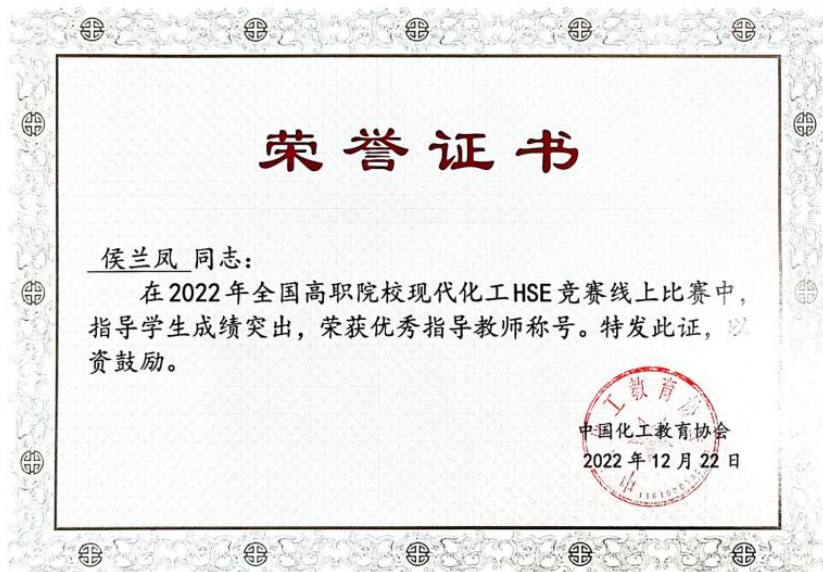 荣誉证书
侯兰凤 同志：
在2022年全国高职院校现代化工HSE竞赛线上比赛中，
指导学生成绩突出，荣获优秀指导教师称号。特发此证，以
资鼓励。
中国化工教育协会
2022年12月22日